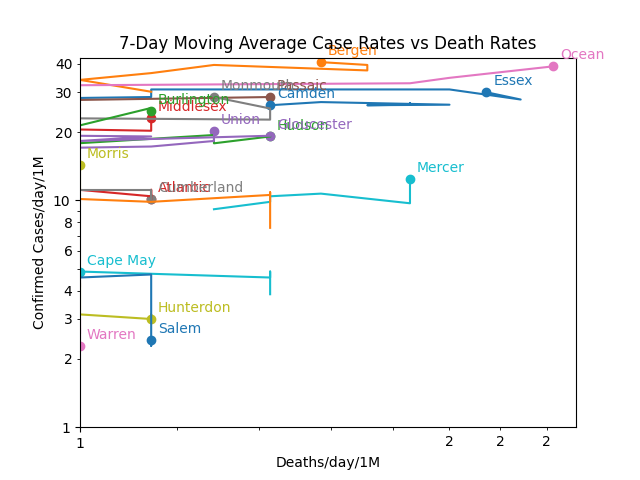 7-Day Moving Average Case Rates vs Death Rates
Bergen
Ocean
Essex
Monmouth
Passaic
Camden
Burlington
Middlesex
Union
Hudson
Gloucester
Morris
Mercer
Atlantic
Cumberland
Cape May
Hunterdon
Salem
Warren
Confirmed Cases/day/1M
40
30
20
10
8
6
4
3
2
1
1
2
2
2
Deaths/day/1M